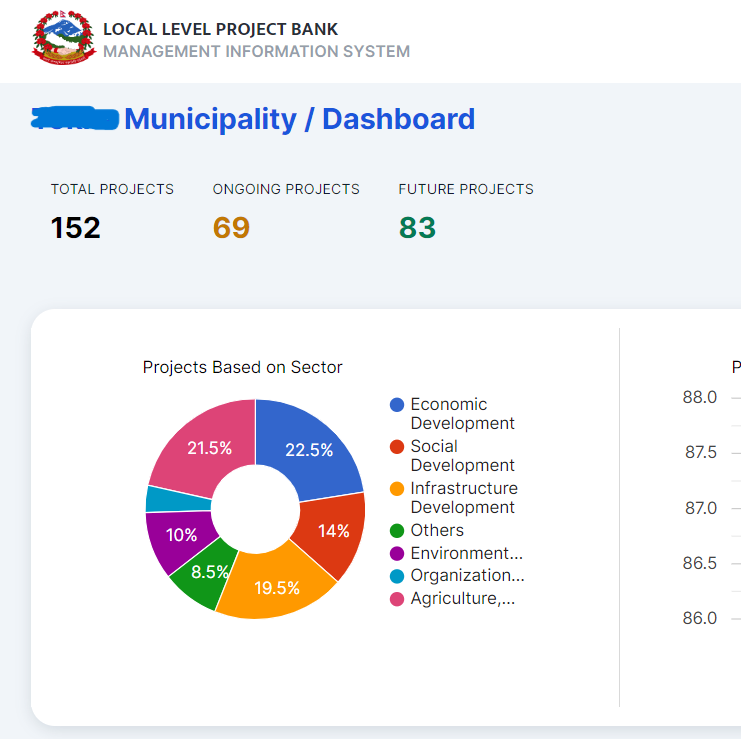 LOCAL LEVEL PROJECT BANK
MANAGEMENT INFORMATION SYSTEM
Municipality / Dashboard
TOTAL PROJECTS
152
ONGOING PROJECTS
69
FUTURE PROJECTS
83
Projects Based on Sector
22.5%
14%
19.5%
8.5%
10%
21.5%
Economic
Development
Social
Development
Infrastructure
Development
Others
Environment...
Organization...
Agriculture,...
P
88.0
87.5
87.0
86.5
86.0